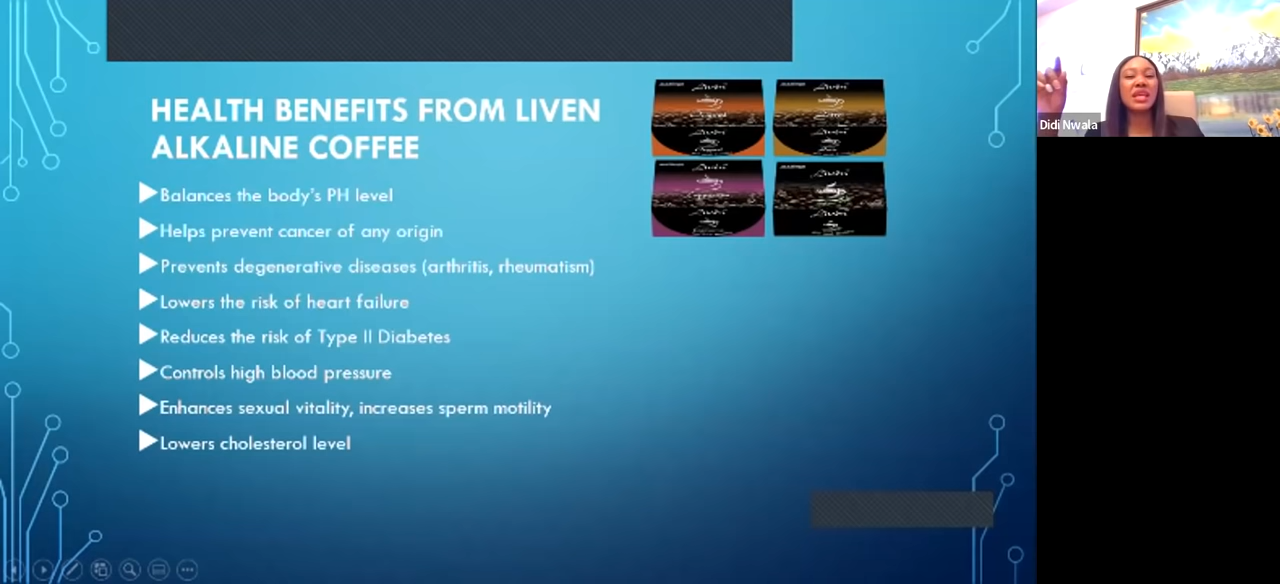 HEALTH BENEFITS FROM LIVEN
ALKALINE COFFEE
Balances the body's PH level
Helps prevent cancer of any origin
Prevents degenerative diseases (arthritis, rheumatism)
Lowers the risk of heart failure
Reduces the risk of Type II Diabetes
Controls high blood pressure
Enhances sexual vitality, increases sperm motility
Lowers cholesterol level
Didi Nwala